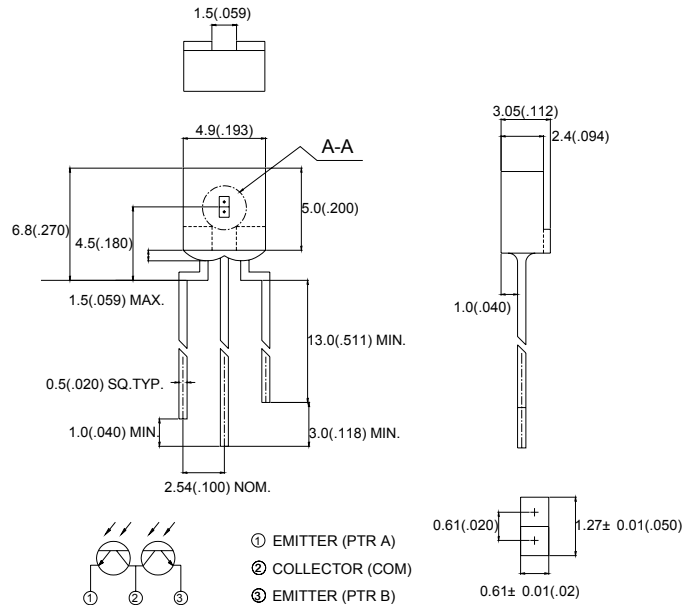 1.5(.059)
4.9(.193)
A-A
3.05(.112)
2.4(.094)
5.0(.200)
6.8(.270)
4.5(.180)
1.5(.059) MAX.
1.0(.040)
13.0(.511) MIN.
0.5(.020) SQ.TYP.
1.0(.040) MIN.
3.0(.118) MIN.
2.54(.100) NOM.
0.61(.020)
1.27± 0.01(.050)
0.61± 0.01(.02)
① EMITTER (PTR A)
② COLLECTOR (COM)
③ EMITTER (PTR B)
① ② ③